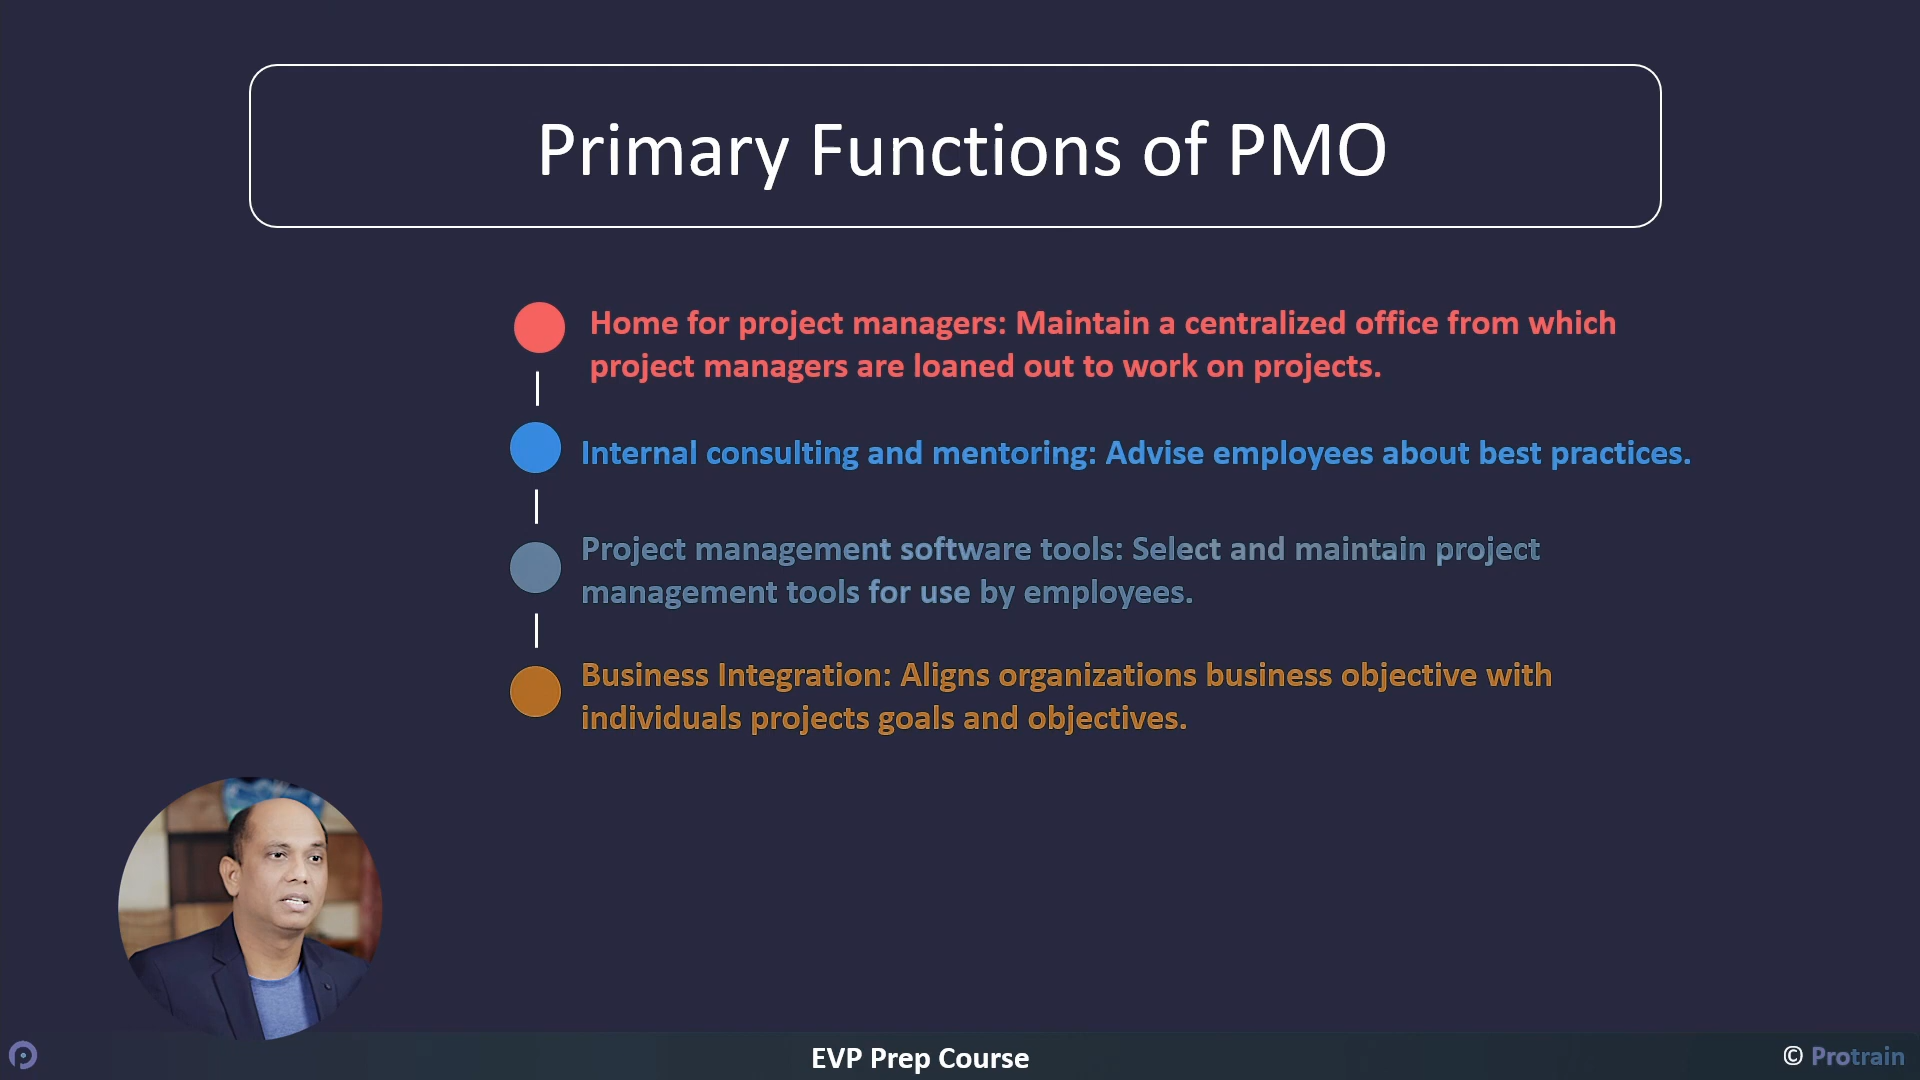 Primary Functions of PMO
Home for project managers: Maintain a centralized office from which
project managers are loaned out to work on projects.
Internal consulting and mentoring: Advise employees about best practices.
Project management software tools: Select and maintain project
management tools for use by employees.
Business Integration: Aligns organizations business objective with
individuals projects goals and objectives.
EVP Prep Course
© Protrain